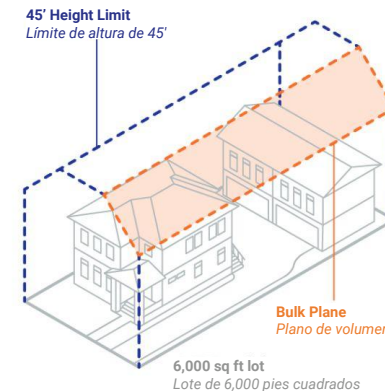 45’ Height Limit
Límite de altura de 45'
Bulk Plane
Plano de volumen
6,000 sq ft lot
Lote de 6,000 pies cuadrados